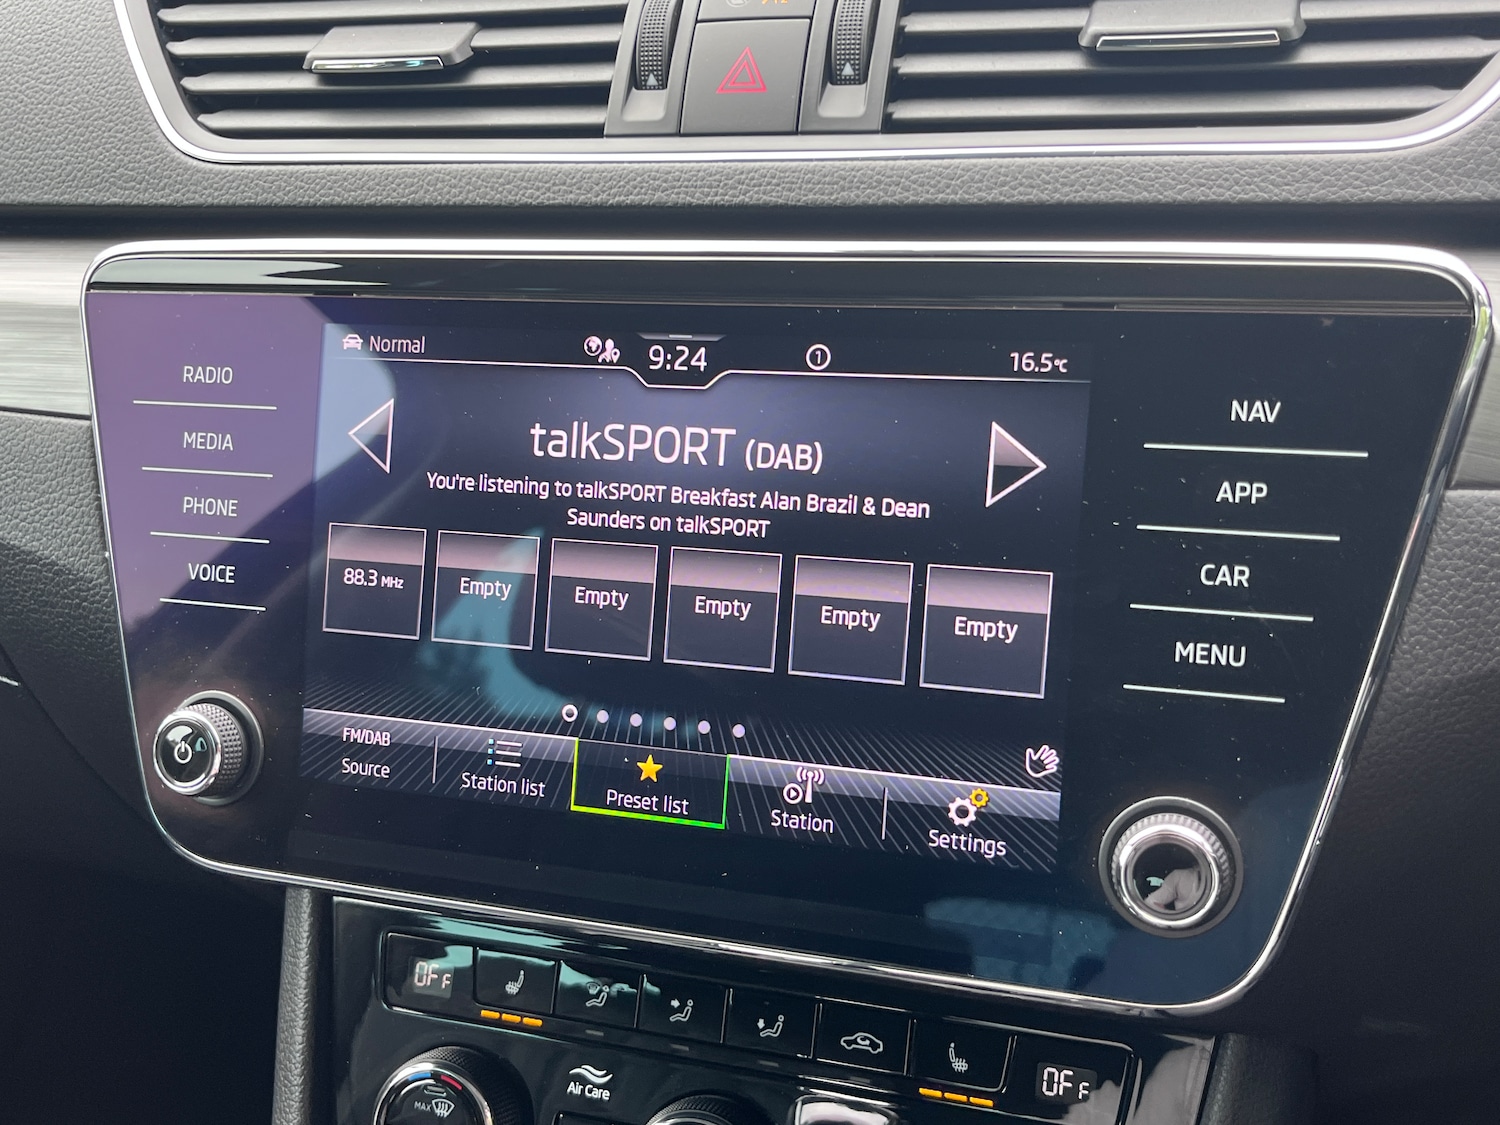 Normal
9:24
1
16.5°C
RADIO
MEDIA
PHONE
VOICE
talkSPORT (DAB)
You're listening to talkSPORT Breakfast Alan Brazil & Dean
Saunders on talkSPORT
88.3 MHz
Empty
Empty
Empty
Empty
Empty
FM/DAB
Source
Station list
Preset list
Station
Settings
NAV
APP
CAR
MENU
OFF
Air Care
MAX
OFF